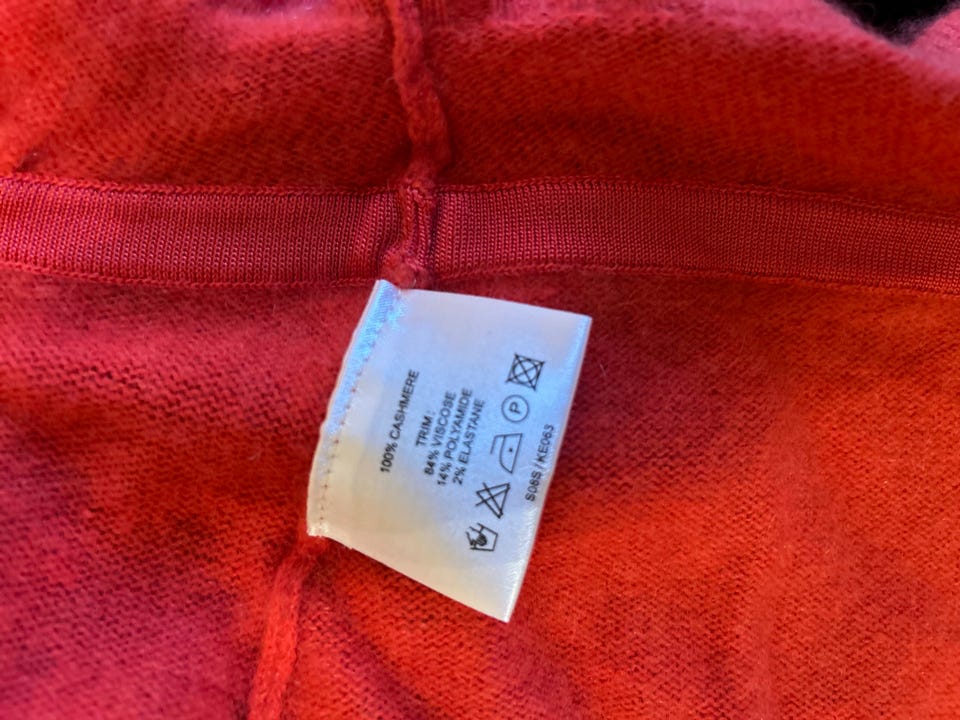 100% CASHMERE
TRIM:
84% VISCOSE
14% POLYAMIDE
2% ELASTANE
P
S08S / KE063